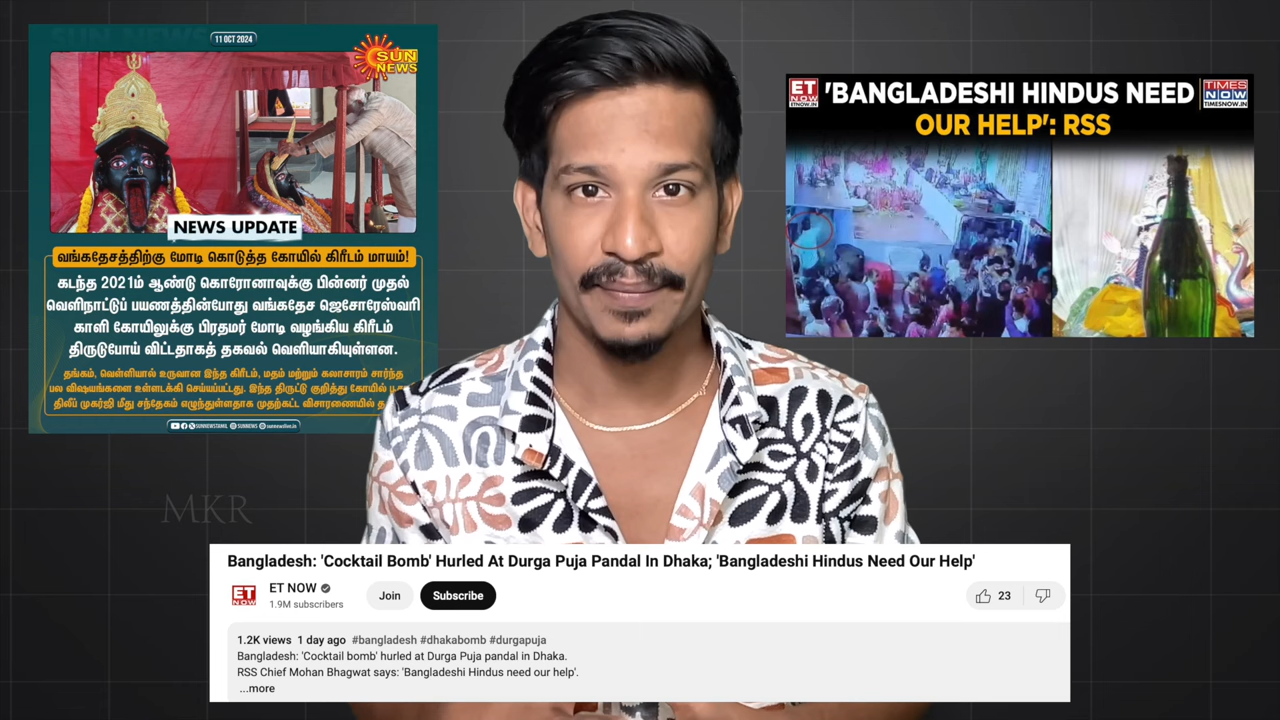 11 OCT 2024
SUN
NEWS
NEWS UPDATE
வங்கதேசத்திற்கு மோடி கொடுத்த கோயில் கிரீடம் மாயம்!
கடந்த 2021ம் ஆண்டு கொரோனாவுக்கு பின்னர் முதல்
வெளிநாட்டுப் பயணத்தின்போது வங்கதேச ஜெசோரேஸ்வரி
காளி கோயிலுக்கு பிரதமர் மோடி வழங்கிய கிரீடம்
திருடுபோய் விட்டதாகத் தகவல் வெளியாகியுள்ளன.
தங்கம், வெள்ளியால் உருவான இந்த கிரீடம், மதம் மற்றும் கலாசாரம் சார்ந்த
பல விஷயங்களை உள்ளடக்கி செய்யப்பட்டது. இந்த திருட்டு குறித்து கோயில்
திலீப் முகர்ஜி மீது சந்தேகம் எழுந்துள்ளதாக முதற்கட்ட விசாரணையில்
SUNNEWSTAMIL SUNNEWS sunnewslive.in
ET
NOW
ETNOW.IN
'BANGLADESHI HINDUS NEED
OUR HELP': RSS
TIMES
NOW
TIMESNOW.IN
MKR
Bangladesh: 'Cocktail Bomb' Hurled At Durga Puja Pandal In Dhaka; 'Bangladeshi Hindus Need Our Help'
ET
NOW
ET NOW
1.9M subscribers
Join
Subscribe
23
1.2K views 1 day ago #bangladesh #dhakabomb #durgapuja
Bangladesh: 'Cocktail bomb' hurled at Durga Puja pandal in Dhaka.
RSS Chief Mohan Bhagwat says: 'Bangladeshi Hindus need our help'.
...more